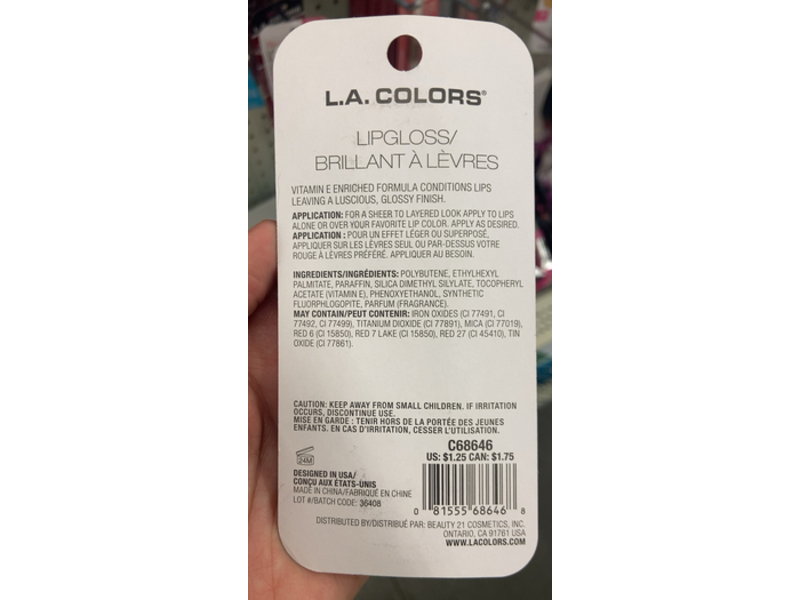 L.A. COLORS®
LIPGLOSS/
BRILLANT À LÈVRES
VITAMIN E ENRICHED FORMULA CONDITIONS LIPS
LEAVING A LUSCIOUS, GLOSSY FINISH.
APPLICATION: FOR A SHEER TO LAYERED LOOK APPLY TO LIPS
ALONE OR OVER YOUR FAVORITE LIP COLOR. APPLY AS DESIRED.
APPLICATION : POUR UN EFFET LÉGER OU SUPERPOSÉ,
APPLIQUER SUR LES LÈVRES SEUL OU PAR-DESSUS VOTRE
ROUGE À LÈVRES PRÉFÉRÉ. APPLIQUER AU BESOIN.
INGREDIENTS/INGRÉDIENTS: POLYBUTENE, ETHYLHEXYL
PALMITATE, PARAFFIN, SILICA DIMETHYL SILYLATE, TOCOPHERYL
ACETATE (VITAMIN E), PHENOXYETHANOL, SYNTHETIC
FLUORPHLOGOPITE, PARFUM (FRAGRANCE).
MAY CONTAIN/PEUT CONTENIR: IRON OXIDES (CI 77491, CI
77492, CI 77499), TITANIUM DIOXIDE (CI 77891), MICA (CI 77019),
RED 6 (CI 15850), RED 7 LAKE (CI 15850), RED 27 (CI 45410), TIN
OXIDE (CI 77861).
CAUTION: KEEP AWAY FROM SMALL CHILDREN. IF IRRITATION
OCCURS, DISCONTINUE USE.
MISE EN GARDE : TENIR HORS DE LA PORTÉE DES JEUNES
ENFANTS. EN CAS D'IRRITATION, CESSER L'UTILISATION.
C68646
US: $1.25 CAN: $1.75
24M
DESIGNED IN USA/
CONÇU AUX ÉTATS-UNIS
MADE IN CHINA/FABRIQUÉ EN CHINE
LOT #/BATCH CODE: 36408
0 81555 68646 8
DISTRIBUTED BY/DISTRIBUÉ PAR: BEAUTY 21 COSMETICS, INC.
ONTARIO, CA 91761 USA
WWW.LACOLORS.COM